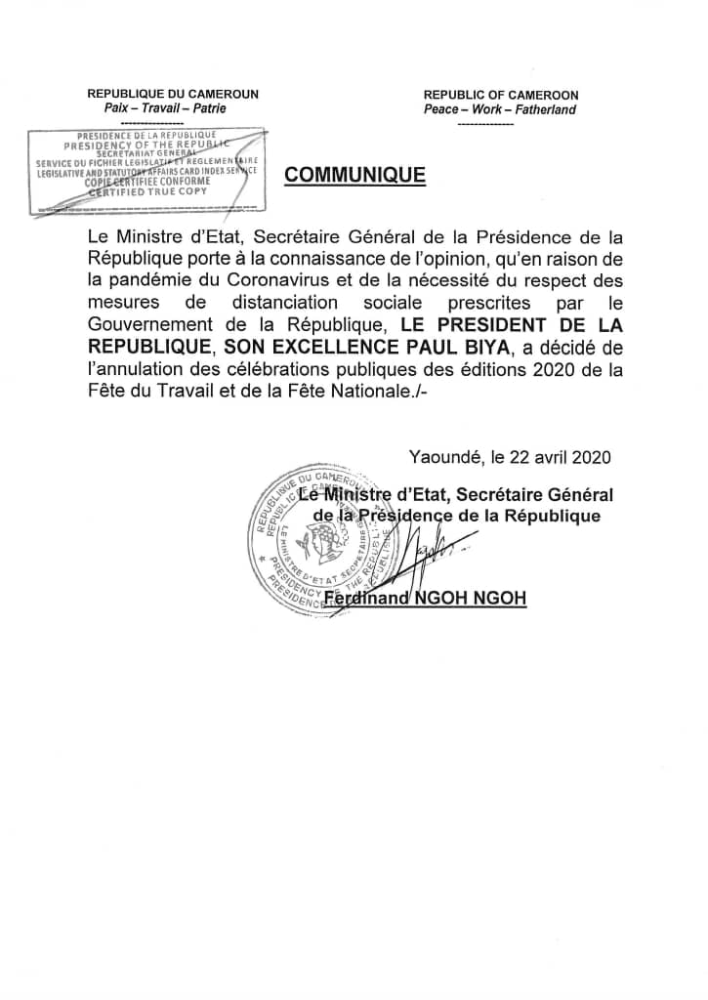 REPUBLIQUE DU CAMEROUN
Paix – Travail – Patrie
----------------
REPUBLIC OF CAMEROON
Peace – Work – Fatherland
--------------
PRESIDENCE DE LA REPUBLIQUE
PRESIDENCY OF THE REPUBLIC
SECRETARIAT GENERAL
SERVICE DU FICHIER LEGISLATIF ET REGLEMENTAIRE
LEGISLATIVE AND STATUTORY AFFAIRS CARD INDEX SERVICE
COPIE CERTIFIEE CONFORME
CERTIFIED TRUE COPY
COMMUNIQUE
Le Ministre d’Etat, Secrétaire Général de la Présidence de la
République porte à la connaissance de l’opinion, qu’en raison de
la pandémie du Coronavirus et de la nécessité du respect des
mesures de distanciation sociale prescrites par le
Gouvernement de la République, LE PRESIDENT DE LA
REPUBLIQUE, SON EXCELLENCE PAUL BIYA, a décidé de
l’annulation des célébrations publiques des éditions 2020 de la
Fête du Travail et de la Fête Nationale./-
Yaoundé, le 22 avril 2020
Le Ministre d’Etat, Secrétaire Général
de la Présidence de la République
REPUBLIQUE DU CAMEROUN
REPUBLIC OF CAMEROON
LE MINISTRE D'ETAT SECRETAIRE
PRESIDENCY OF THE REPUBLIC
PRESIDENCE REPUBLIQUE
Ferdinand NGOH NGOH